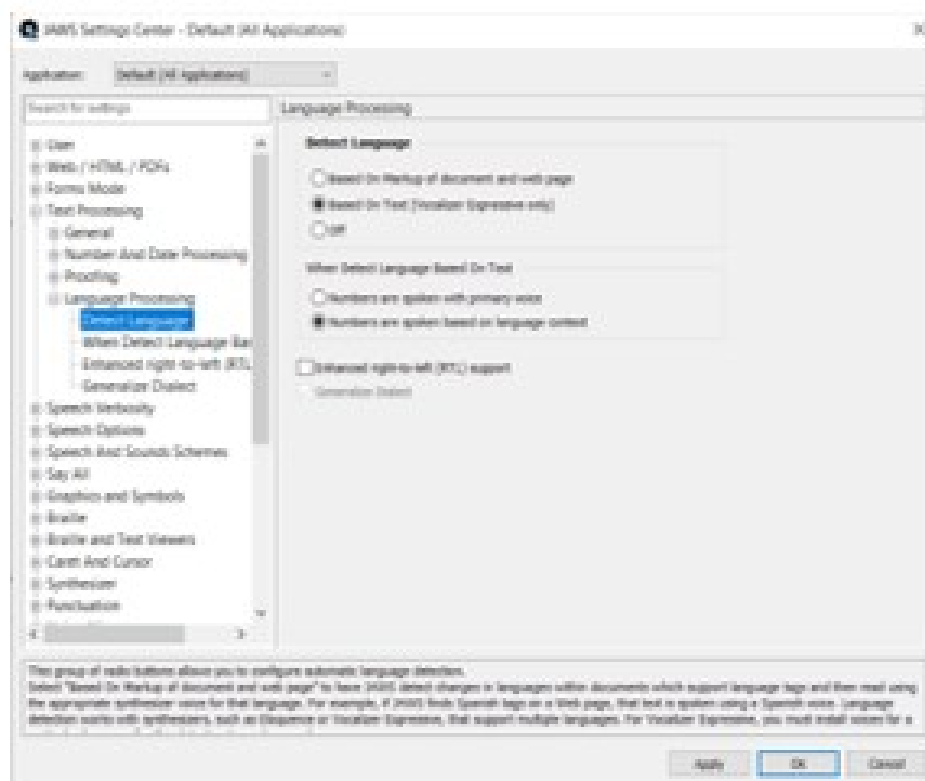 JAWS Settings Center - Default (All Applications)
Application: Default (All Applications)
Search for settings
Language Processing
User
Web / HTML / PDFs
Forms Mode
Text Processing
General
Number And Date Processing
Proofing
Language Processing
Detect Language
When Detect Language Bas
Enhanced right-to-left (RTL
Generalize Dialect
Speech Verbosity
Speech Options
Speech And Sounds Schemes
Say All
Graphics and Symbols
Braille
Braille and Text Viewers
Caret And Cursor
Synthesizer
Punctuation
Detect Language
Based On Markup of document and web page
Based On Text (Vocalizer Expressive only)
Off
When Detect Language Based On Text
Numbers are spoken with primary voice
Numbers are spoken based on language context
Enhanced right-to-left (RTL) support
Generalize Dialect
This group of radio buttons allows you to configure automatic language detection.
Select "Based On Markup of document and web page" to have JAWS detect changes in languages within documents which support language tags and then read using
the appropriate synthesizer voice for that language. For example, if JAWS finds Spanish tags on a Web page, that text is spoken using a Spanish voice. Language
detection works with synthesizers, such as Eloquence or Vocalizer Expressive, that support multiple languages. For Vocalizer Expressive, you must install voices for a
Apply
OK
Cancel